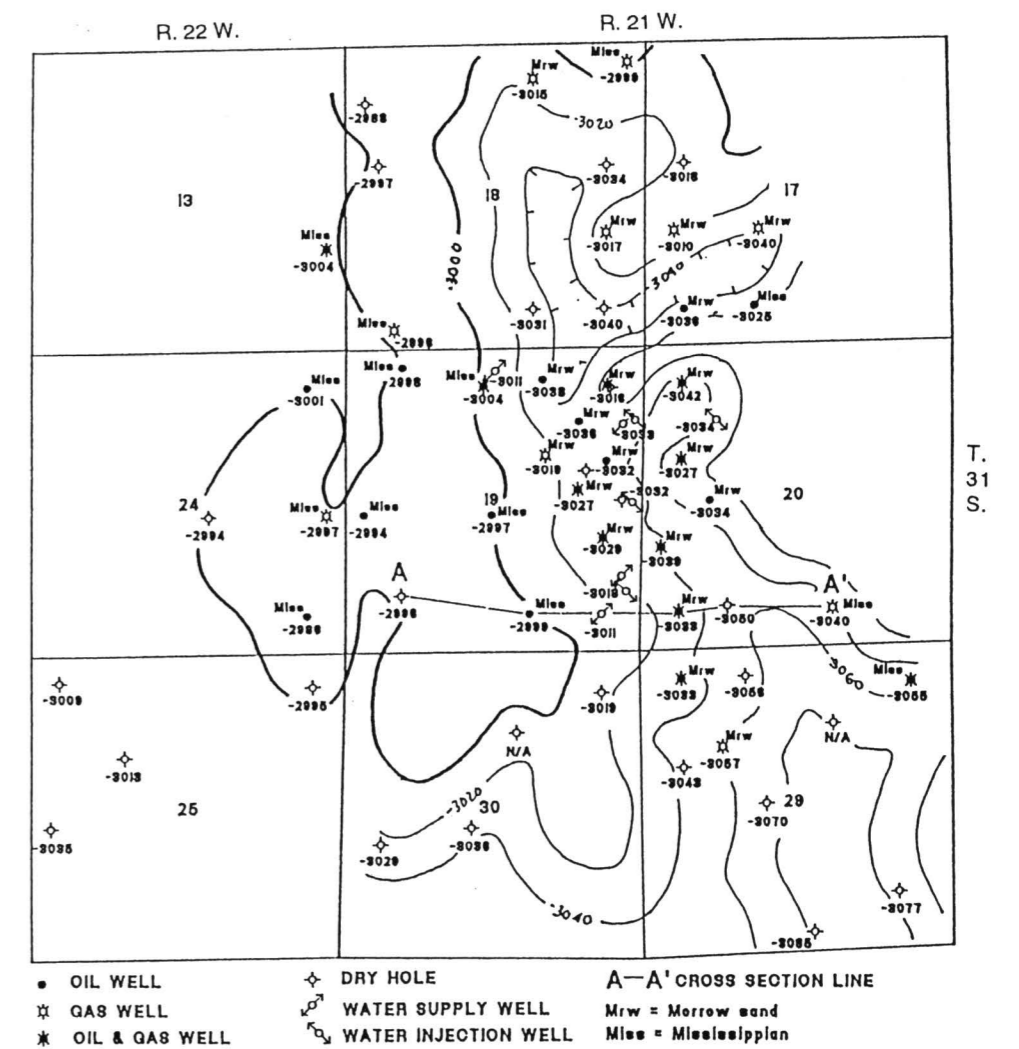 R. 22 W.
R. 21 W.
Miss
-2999
Mrw
-3015
-2988
-3020
-2997
-3034
-3018
13
18
17
Mrw
-3017
Mrw
-3010
Mrw
-3040
Miss
-3004
-3000
-3040
-3031
-3040
Mrw
-3036
Miss
-3025
Miss
-2996
Miss
-2998
Miss
-3001
Miss
-3004
-3011
Mrw
-3038
Mrw
-3016
Mrw
-3042
Mrw
-3036
-3033
-3034
T.
31
S.
Mrw
-3019
-3032
Mrw
-3027
24
19
20
Mrw
-3027
-3032
Mrw
-3034
-2994
Miss
-2997
Miss
-2994
Miss
-2997
Mrw
-3029
Mrw
-3039
A
-2996
-3019
A'
Miss
-2986
Miss
-2999
-3011
Mrw
-3033
-3050
Miss
-3040
-3009
-2995
-3019
Mrw
-3033
-3056
-3060
Miss
-3055
N/A
N/A
-3013
Mrw
-3057
-3043
25
-3020
30
29
-3035
-3029
-3036
-3070
-3040
-3077
-3085
OIL WELL
DRY HOLE
A—A' CROSS SECTION LINE
GAS WELL
WATER SUPPLY WELL
Mrw = Morrow sand
OIL & GAS WELL
WATER INJECTION WELL
Miss = Mississippian